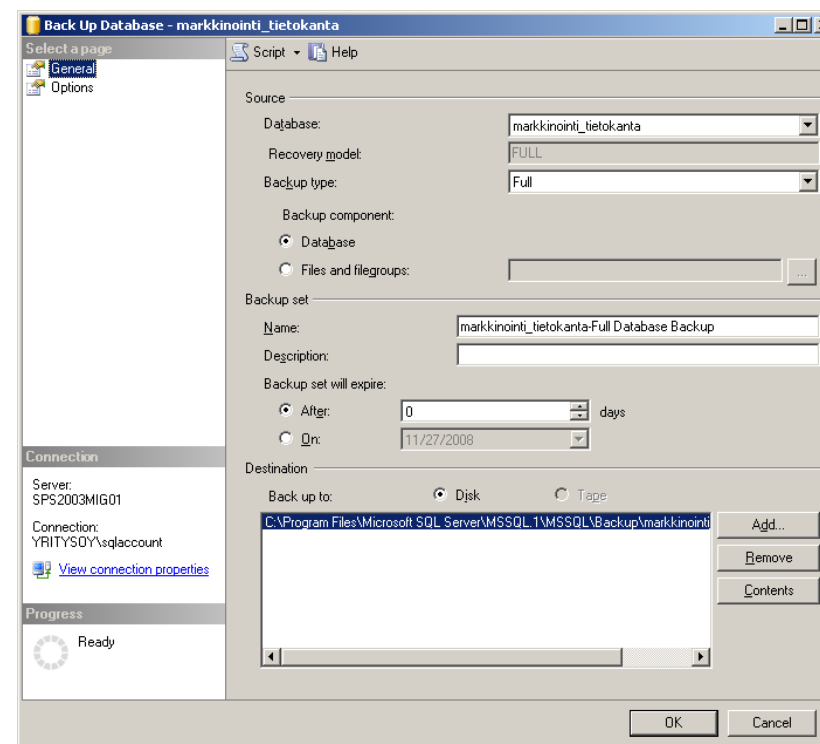 Back Up Database - markkinointi_tietokanta
Select a page
General
Options
Script Help
Source
Database: markkinointi_tietokanta
Recovery model: FULL
Backup type: Full
Backup component:
Database
Files and filegroups: ...
Backup set
Name: markkinointi_tietokanta-Full Database Backup
Description:
Backup set will expire:
After: 0 days
On: 11/27/2008
Destination
Back up to: Disk Tape
C:\Program Files\Microsoft SQL Server\MSSQL.1\MSSQL\Backup\markkinointi
Add...
Remove
Contents
Connection
Server:
SPS2003MIG01
Connection:
YRITYSOY\sqlaccount
View connection properties
Progress
Ready
OK Cancel